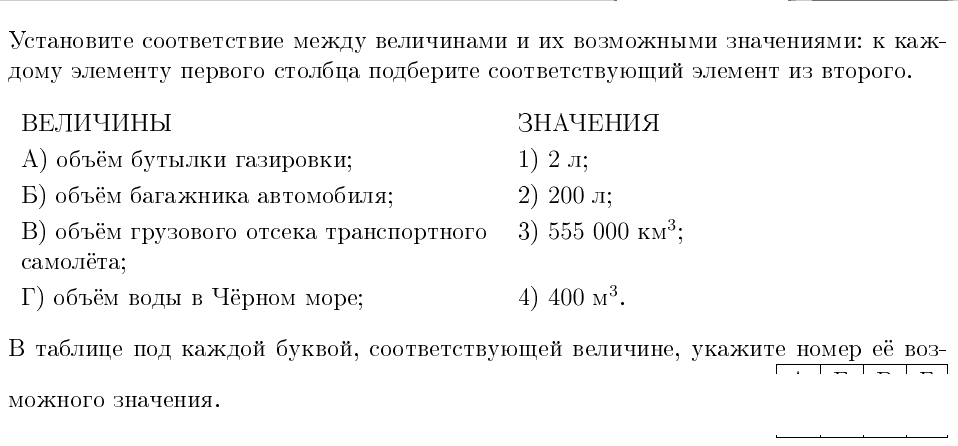 Установите соответствие между величинами и их возможными значениями: к каж-
дому элементу первого столбца подберите соответствующий элемент из второго.
ВЕЛИЧИНЫ ЗНАЧЕНИЯ
А) объём бутылки газировки; 1) 2 л;
Б) объём багажника автомобиля; 2) 200 л;
В) объём грузового отсека транспортного 3) 555 000 км³;
самолёта;
Г) объём воды в Чёрном море; 4) 400 м³.
В таблице под каждой буквой, соответствующей величине, укажите номер её воз-
можного значения.